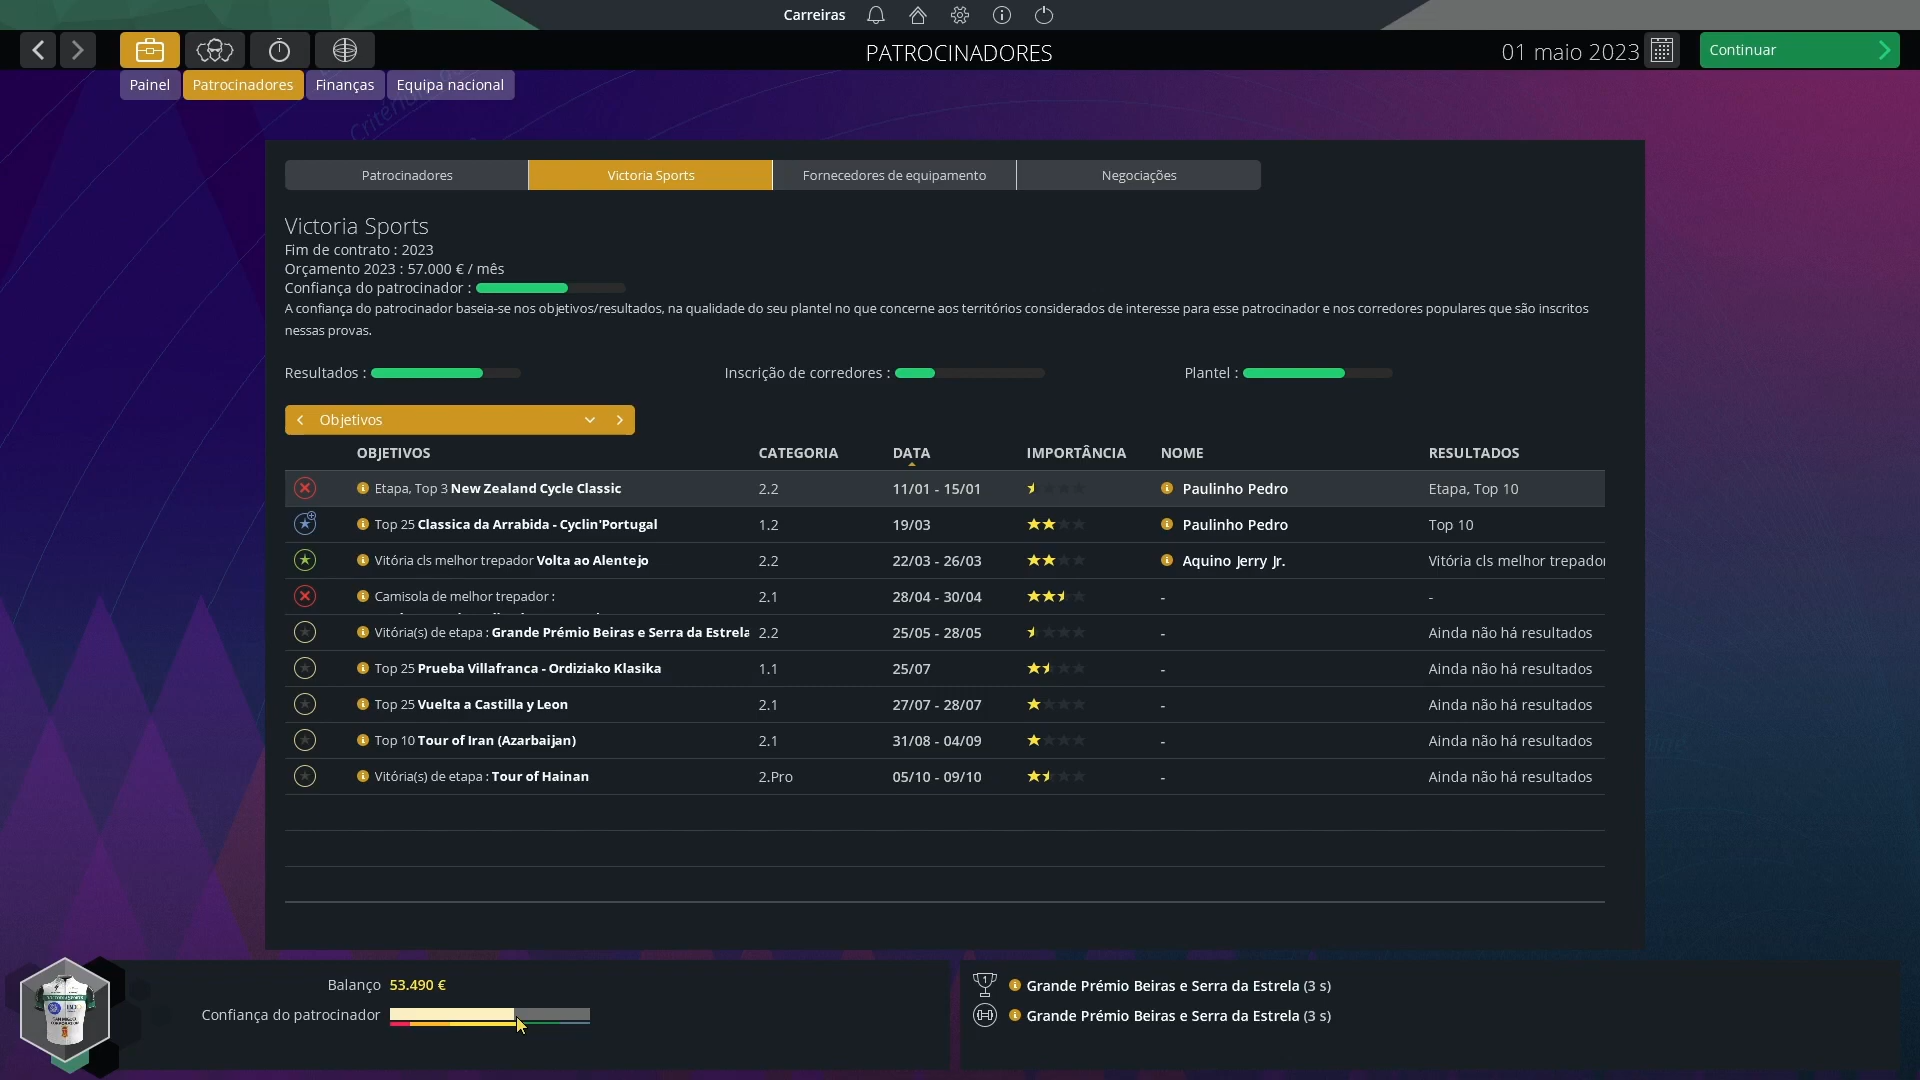 Carreiras
PATROCINADORES
01 maio 2023
Continuar
Painel
Patrocinadores
Finanças
Equipa nacional
Patrocinadores
Victoria Sports
Fornecedores de equipamento
Negociações
Victoria Sports
Fim de contrato : 2023
Orçamento 2023 : 57.000 € / mês
Confiança do patrocinador :
A confiança do patrocinador baseia-se nos objetivos/resultados, na qualidade do seu plantel no que concerne aos territórios considerados de interesse para esse patrocinador e nos corredores populares que são inscritos
nessas provas.
Resultados :
Inscrição de corredores :
Plantel :
Objetivos
OBJETIVOS CATEGORIA DATA IMPORTÂNCIA NOME RESULTADOS
Etapa, Top 3 New Zealand Cycle Classic 2.2 11/01 - 15/01 Paulinho Pedro Etapa, Top 10
Top 25 Classica da Arrabida - Cyclin'Portugal 1.2 19/03 Paulinho Pedro Top 10
Vitória cls melhor trepador Volta ao Alentejo 2.2 22/03 - 26/03 Aquino Jerry Jr. Vitória cls melhor trepador
Camisola de melhor trepador : 2.1 28/04 - 30/04 - -
Vitória(s) de etapa : Grande Prémio Beiras e Serra da Estrela 2.2 25/05 - 28/05 - Ainda não há resultados
Top 25 Prueba Villafranca - Ordiziako Klasika 1.1 25/07 - Ainda não há resultados
Top 25 Vuelta a Castilla y Leon 2.1 27/07 - 28/07 - Ainda não há resultados
Top 10 Tour of Iran (Azarbaijan) 2.1 31/08 - 04/09 - Ainda não há resultados
Vitória(s) de etapa : Tour of Hainan 2.Pro 05/10 - 09/10 - Ainda não há resultados
Balanço 53.490 €
Confiança do patrocinador
Grande Prémio Beiras e Serra da Estrela (3 s)
Grande Prémio Beiras e Serra da Estrela (3 s)